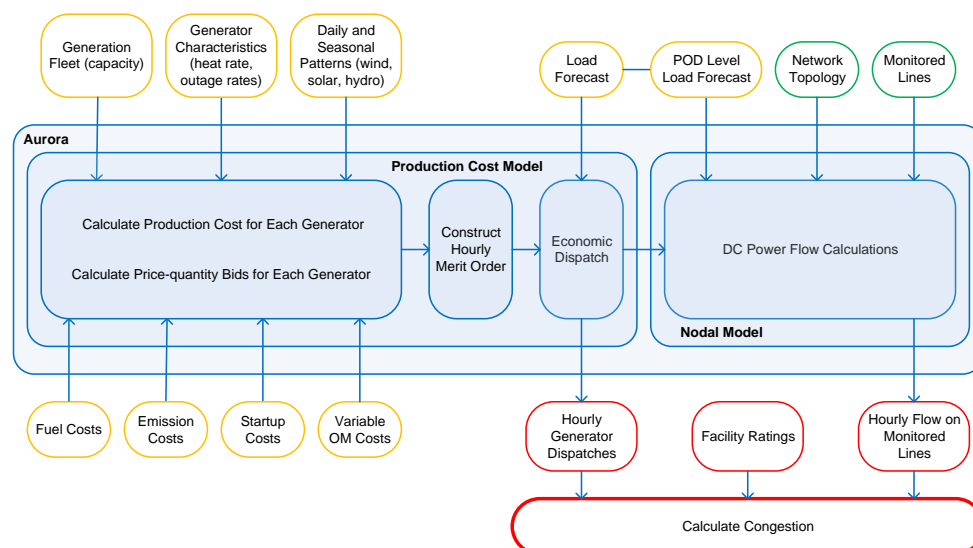 Generation
Fleet (capacity)
Generator
Characteristics
(heat rate,
outage rates)
Daily and
Seasonal
Patterns (wind,
solar, hydro)
Load
Forecast
POD Level
Load Forecast
Network
Topology
Monitored
Lines
Aurora
Production Cost Model
Calculate Production Cost for Each Generator
Calculate Price-quantity Bids for Each Generator
Construct
Hourly
Merit Order
Economic
Dispatch
DC Power Flow Calculations
Nodal Model
Fuel Costs
Emission
Costs
Startup
Costs
Variable
OM Costs
Hourly
Generator
Dispatches
Facility Ratings
Hourly Flow on
Monitored
Lines
Calculate Congestion